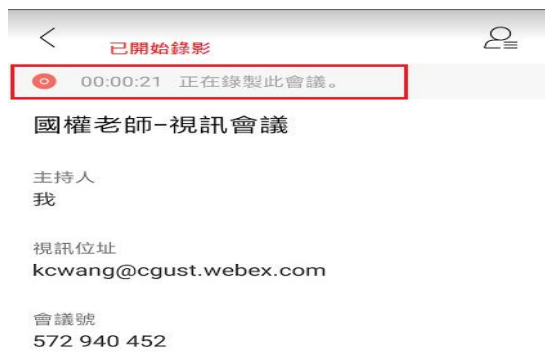 已開始錄影
00:00:21 正在錄製此會議。
國權老師-視訊會議
主持人
我
視訊位址
kcwang@cgust.webex.com
會議號
572 940 452